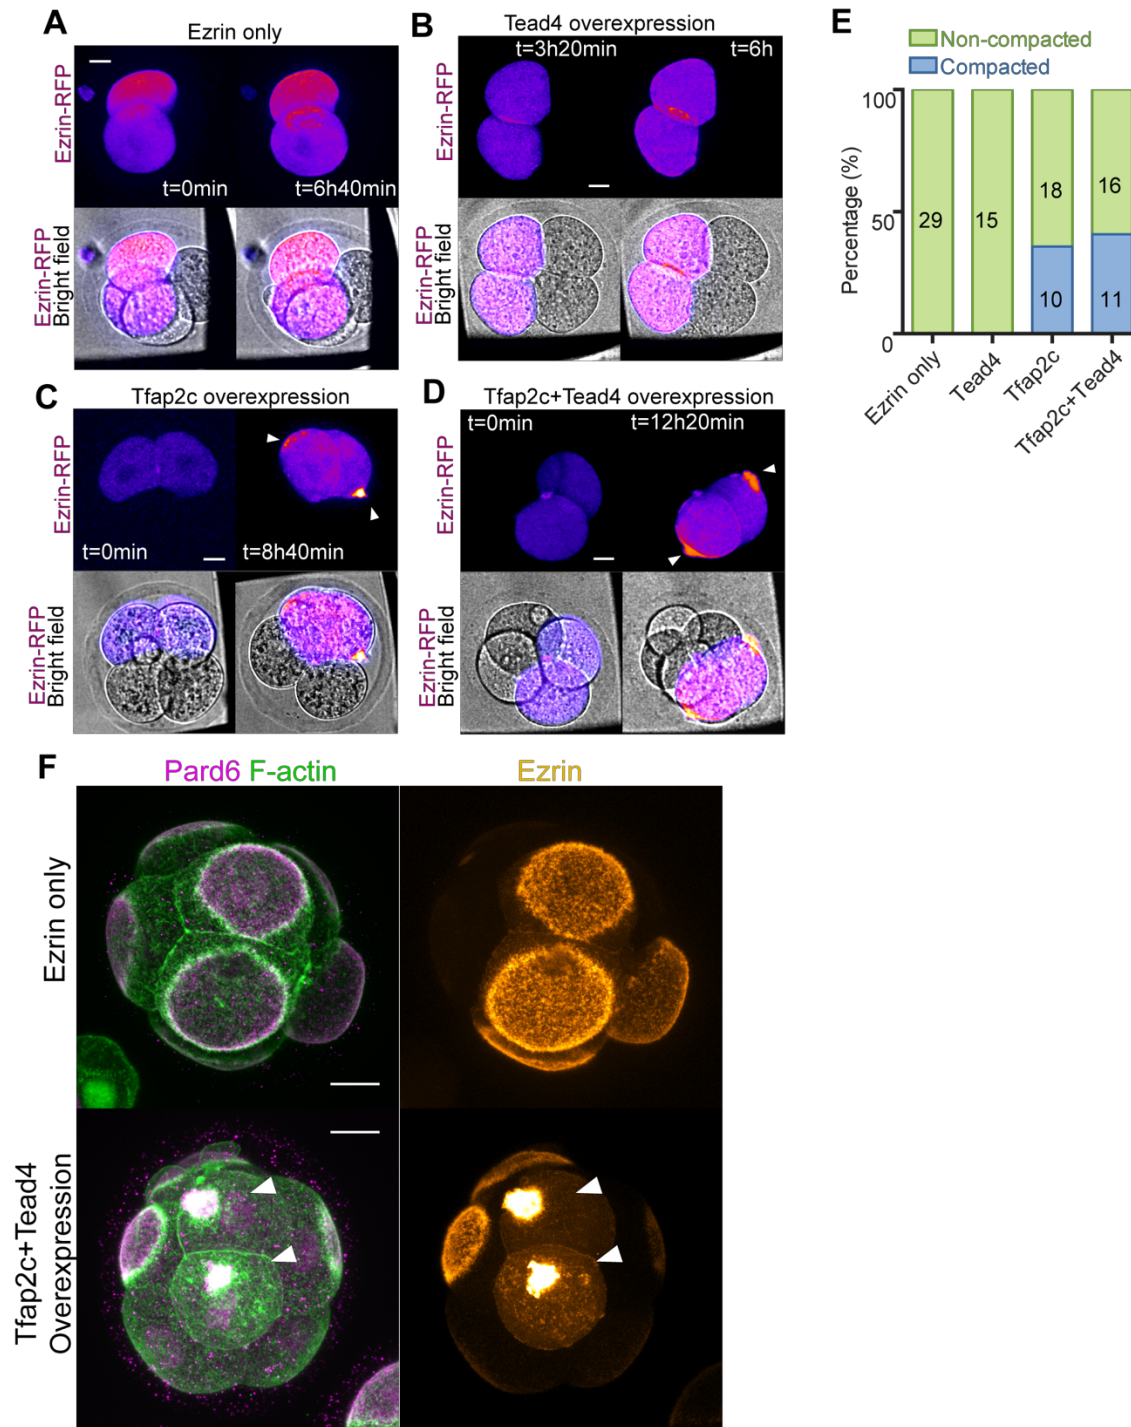 A
Ezrin only
Ezrin-RFP
t=0min
t=6h40min
Ezrin-RFP
Bright field
B
Tead4 overexpression
Ezrin-RFP
t=3h20min
t=6h
Ezrin-RFP
Bright field
C
Tfap2c overexpression
Ezrin-RFP
t=0min
t=8h40min
Ezrin-RFP
Bright field
D
Tfap2c+Tead4 overexpression
Ezrin-RFP
t=0min
t=12h20min
Ezrin-RFP
Bright field
E
Non-compacted
Compacted
Percentage (%)
100
50
0
29
15
18
10
16
11
Ezrin only
Tead4
Tfap2c
Tfap2c+Tead4
F
Pard6 F-actin
Ezrin
Ezrin only
Tfap2c+Tead4
Overexpression